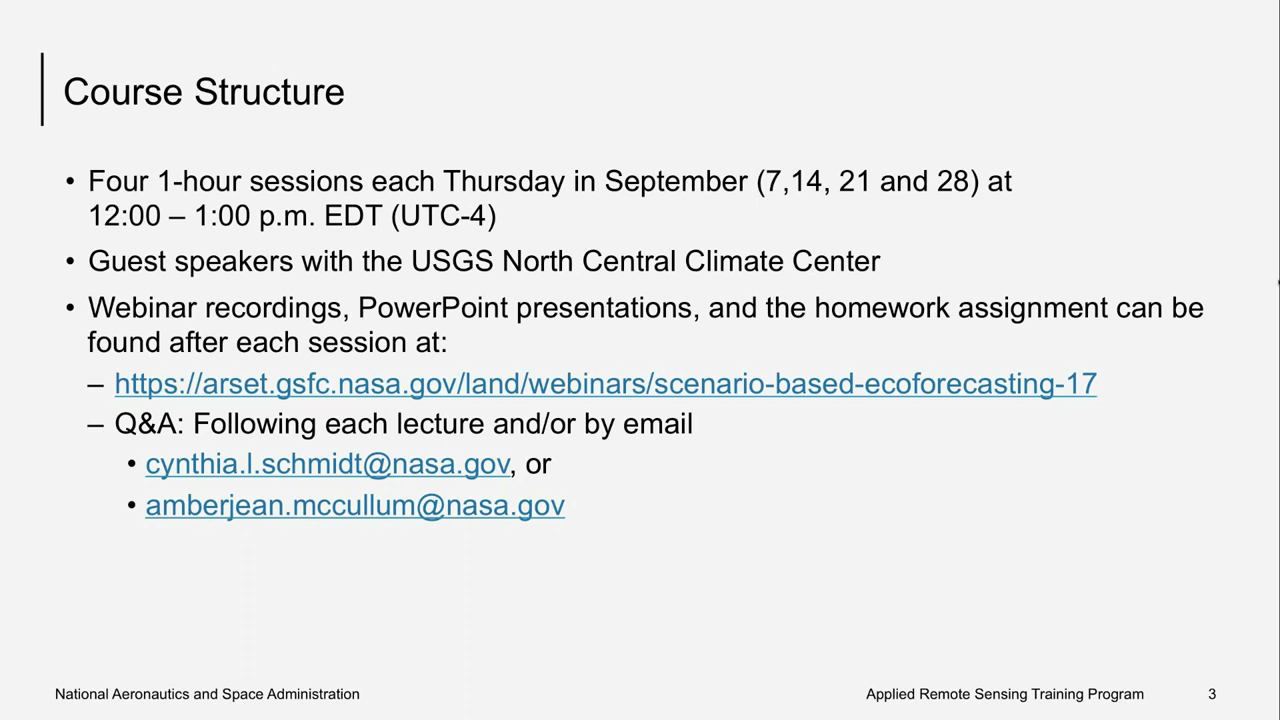 Course Structure
• Four 1-hour sessions each Thursday in September (7,14, 21 and 28) at
12:00 – 1:00 p.m. EDT (UTC-4)
• Guest speakers with the USGS North Central Climate Center
• Webinar recordings, PowerPoint presentations, and the homework assignment can be
found after each session at:
– https://arset.gsfc.nasa.gov/land/webinars/scenario-based-ecoforecasting-17
– Q&A: Following each lecture and/or by email
• cynthia.l.schmidt@nasa.gov, or
• amberjean.mccullum@nasa.gov
National Aeronautics and Space Administration
Applied Remote Sensing Training Program
3